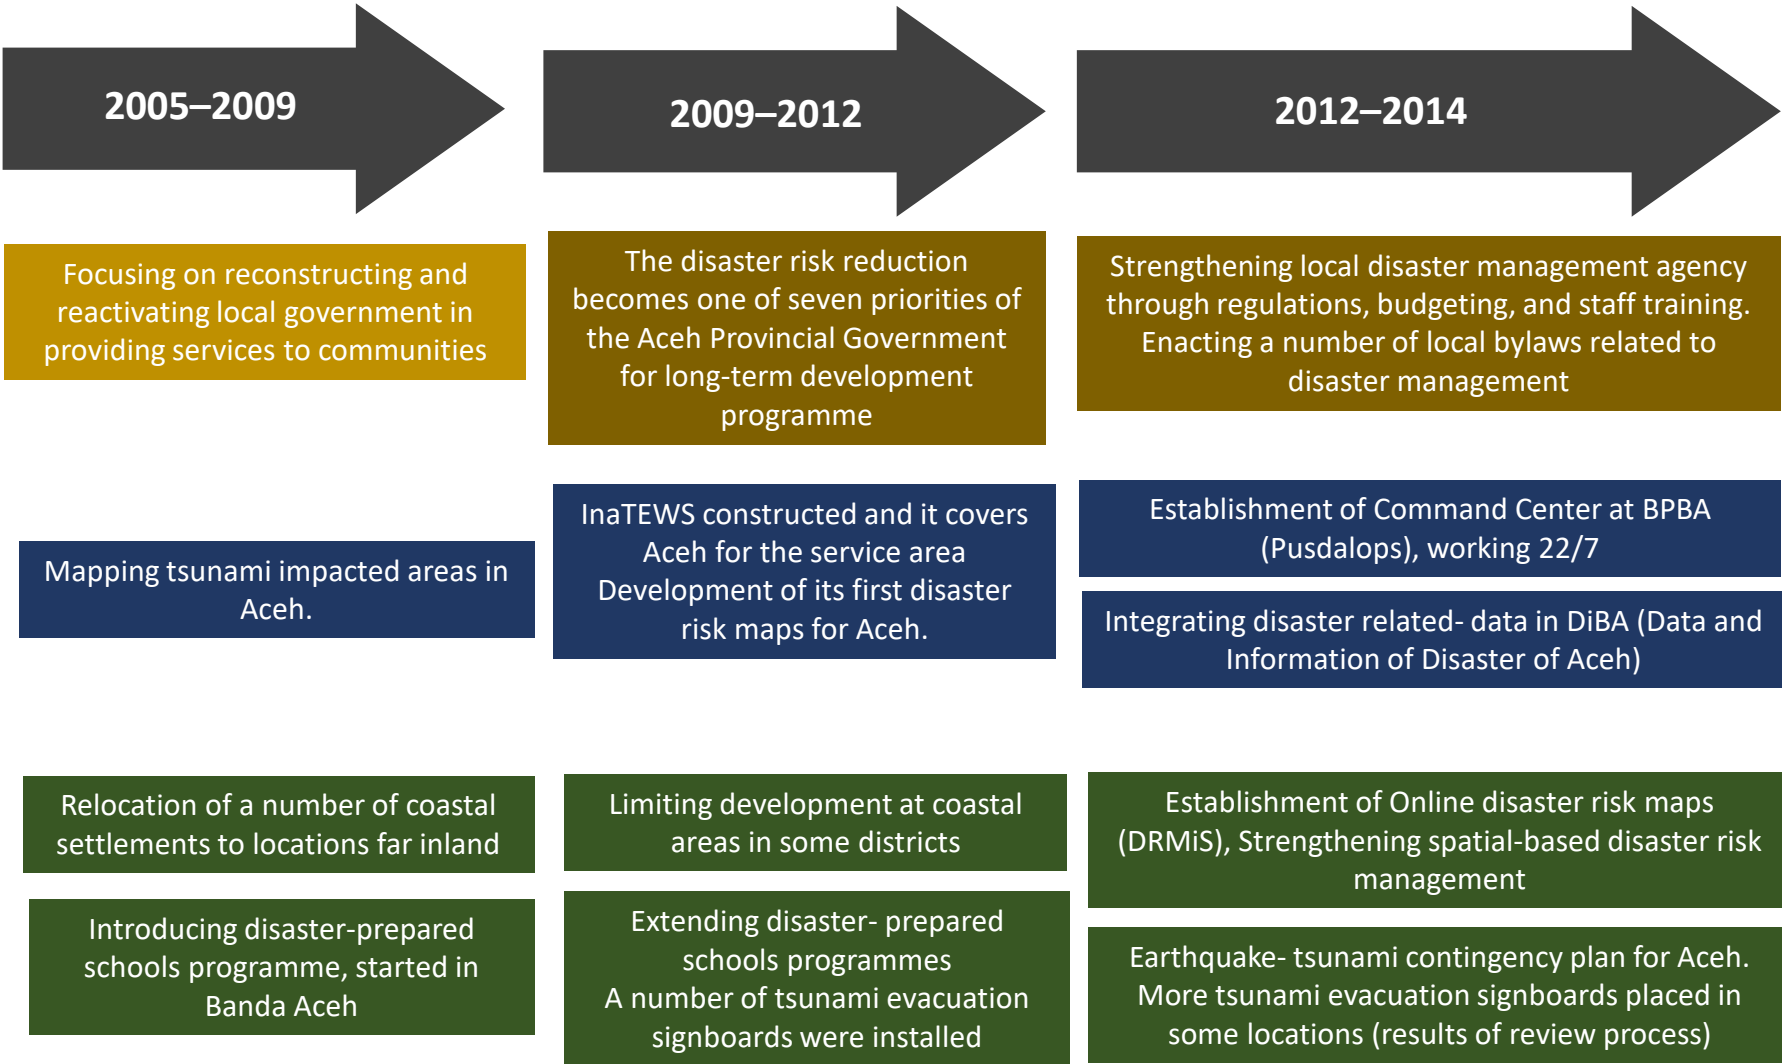 2005–2009
2009–2012
2012–2014
Focusing on reconstructing and
reactivating local government in
providing services to communities
The disaster risk reduction
becomes one of seven priorities of
the Aceh Provincial Government
for long-term development
programme
Strengthening local disaster management agency
through regulations, budgeting, and staff training.
Enacting a number of local bylaws related to
disaster management
Mapping tsunami impacted areas in
Aceh.
InaTEWS constructed and it covers
Aceh for the service area
Development of its first disaster
risk maps for Aceh.
Establishment of Command Center at BPBA
(Pusdalops), working 22/7
Integrating disaster related- data in DiBA (Data and
Information of Disaster of Aceh)
Relocation of a number of coastal
settlements to locations far inland
Limiting development at coastal
areas in some districts
Establishment of Online disaster risk maps
(DRMiS), Strengthening spatial-based disaster risk
management
Introducing disaster-prepared
schools programme, started in
Banda Aceh
Extending disaster- prepared
schools programmes
A number of tsunami evacuation
signboards were installed
Earthquake- tsunami contingency plan for Aceh.
More tsunami evacuation signboards placed in
some locations (results of review process)